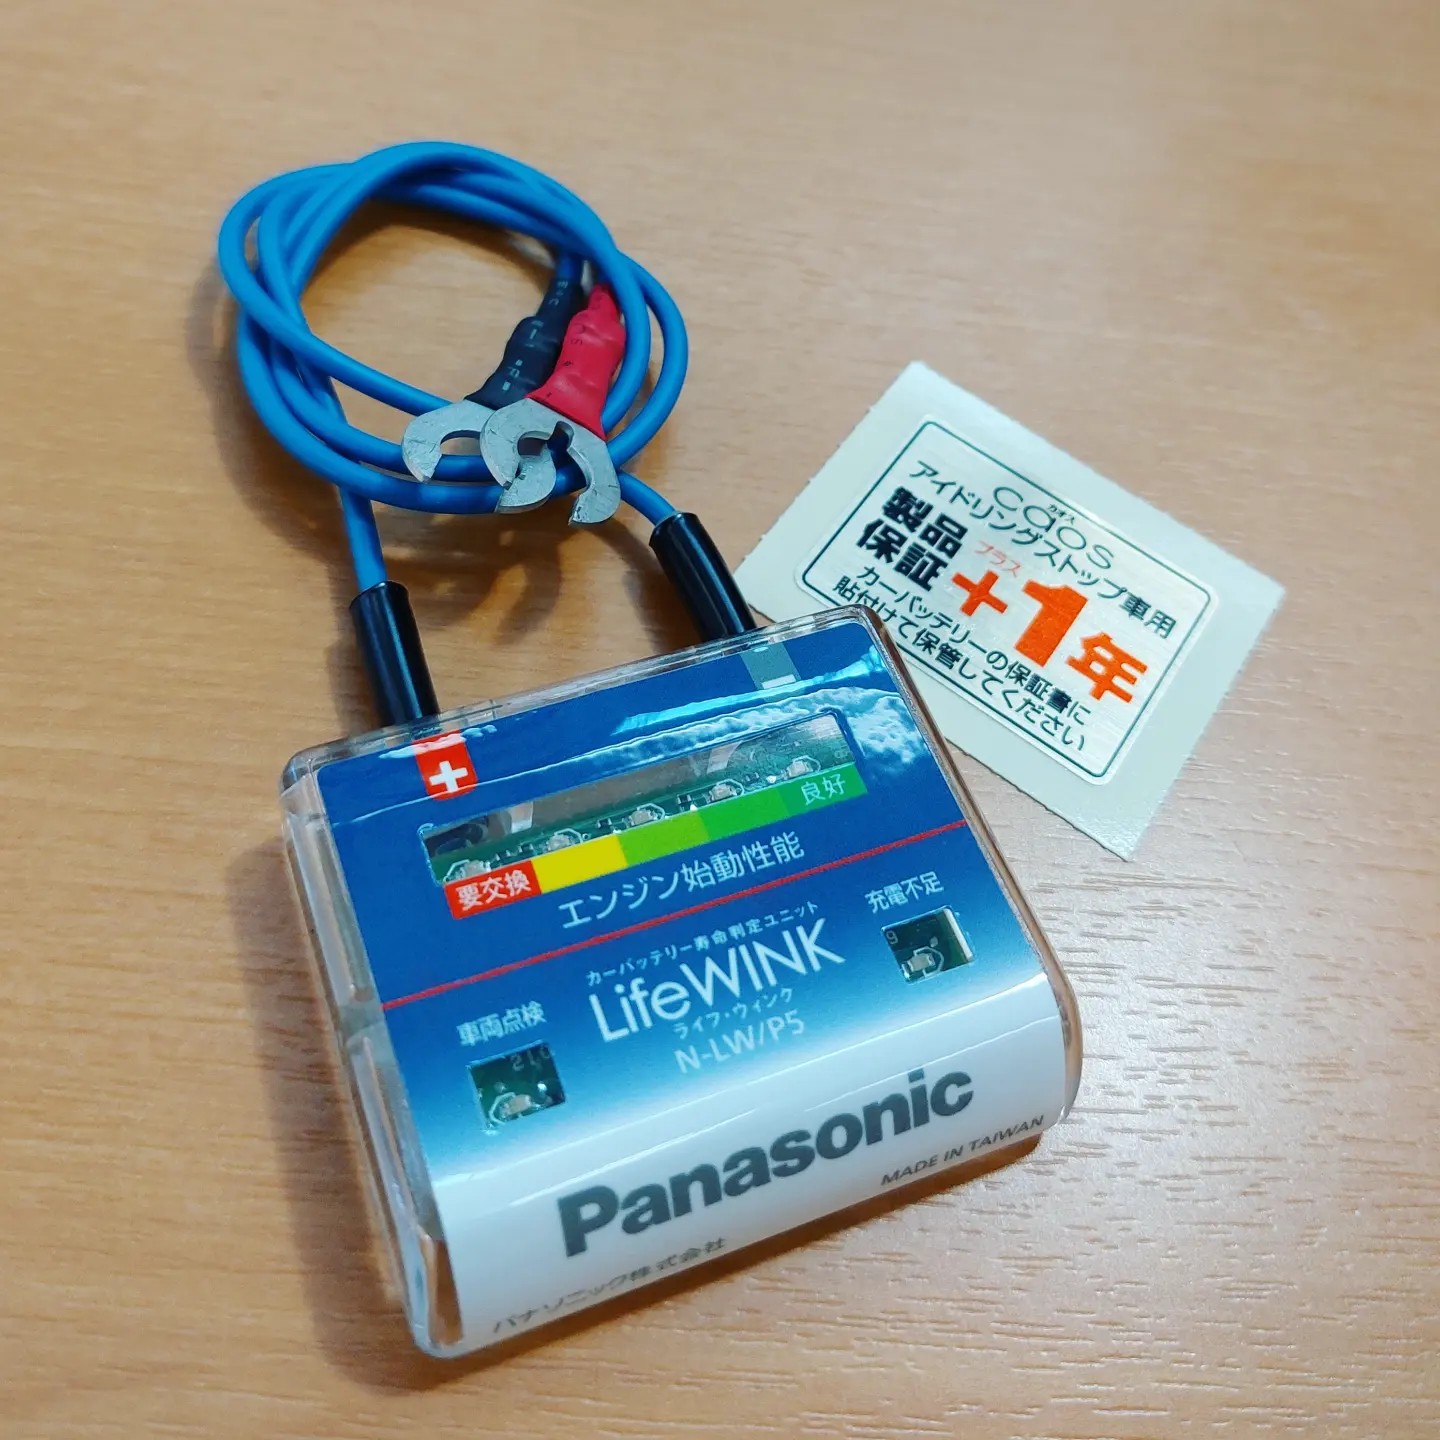 caos
カオス
アイドリングストップ車用
製品
保証
プラス
+1年
カーバッテリーの保証書に
貼付けて保管してください
良好
要交換
エンジン始動性能
充電不足
カーバッテリー寿命判定ユニット
LifeWINK
ライフ・ウィンク
N-LW/P5
車両点検
210
Panasonic
MADE IN TAIWAN
パナソニック株式会社